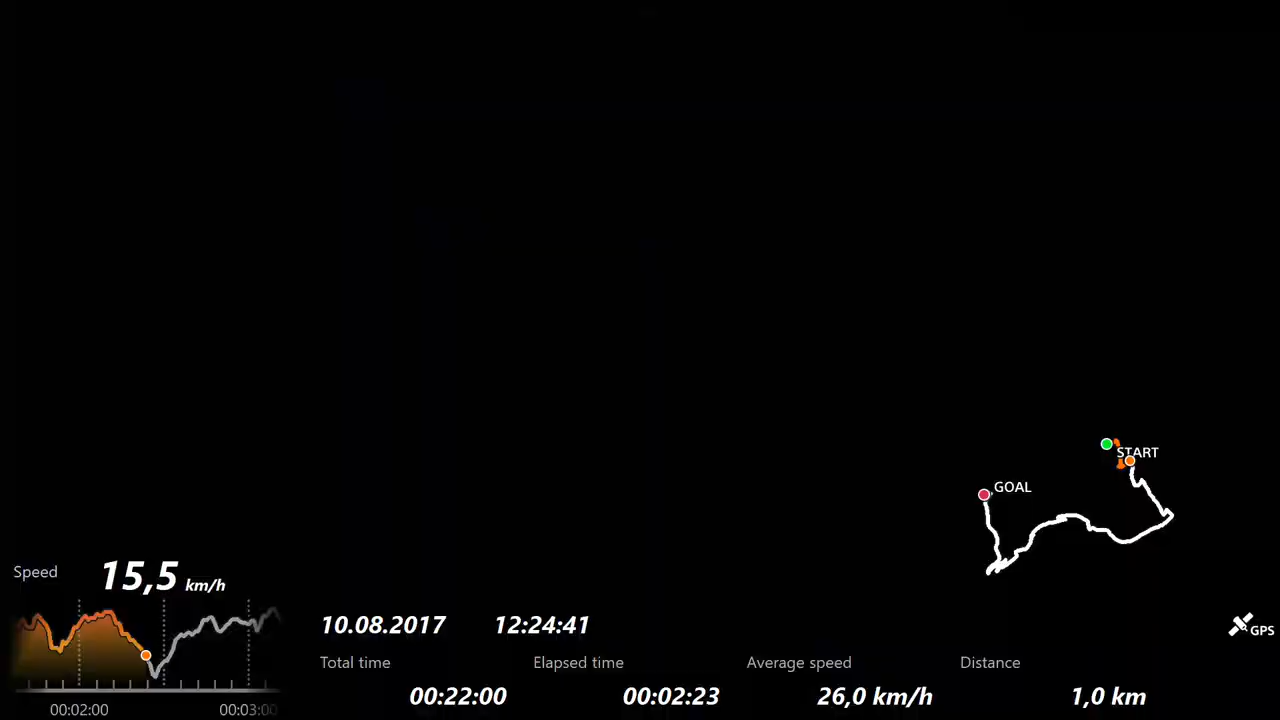 START
GOAL
Speed 15,5 km/h
10.08.2017 12:24:41
GPS
Total time Elapsed time Average speed Distance
00:22:00 00:02:23 26,0 km/h 1,0 km
00:02:00 00:03:00